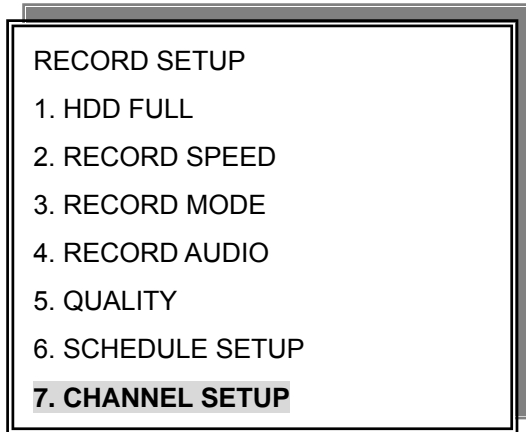 RECORD SETUP
1. HDD FULL
2. RECORD SPEED
3. RECORD MODE
4. RECORD AUDIO
5. QUALITY
6. SCHEDULE SETUP
7. CHANNEL SETUP